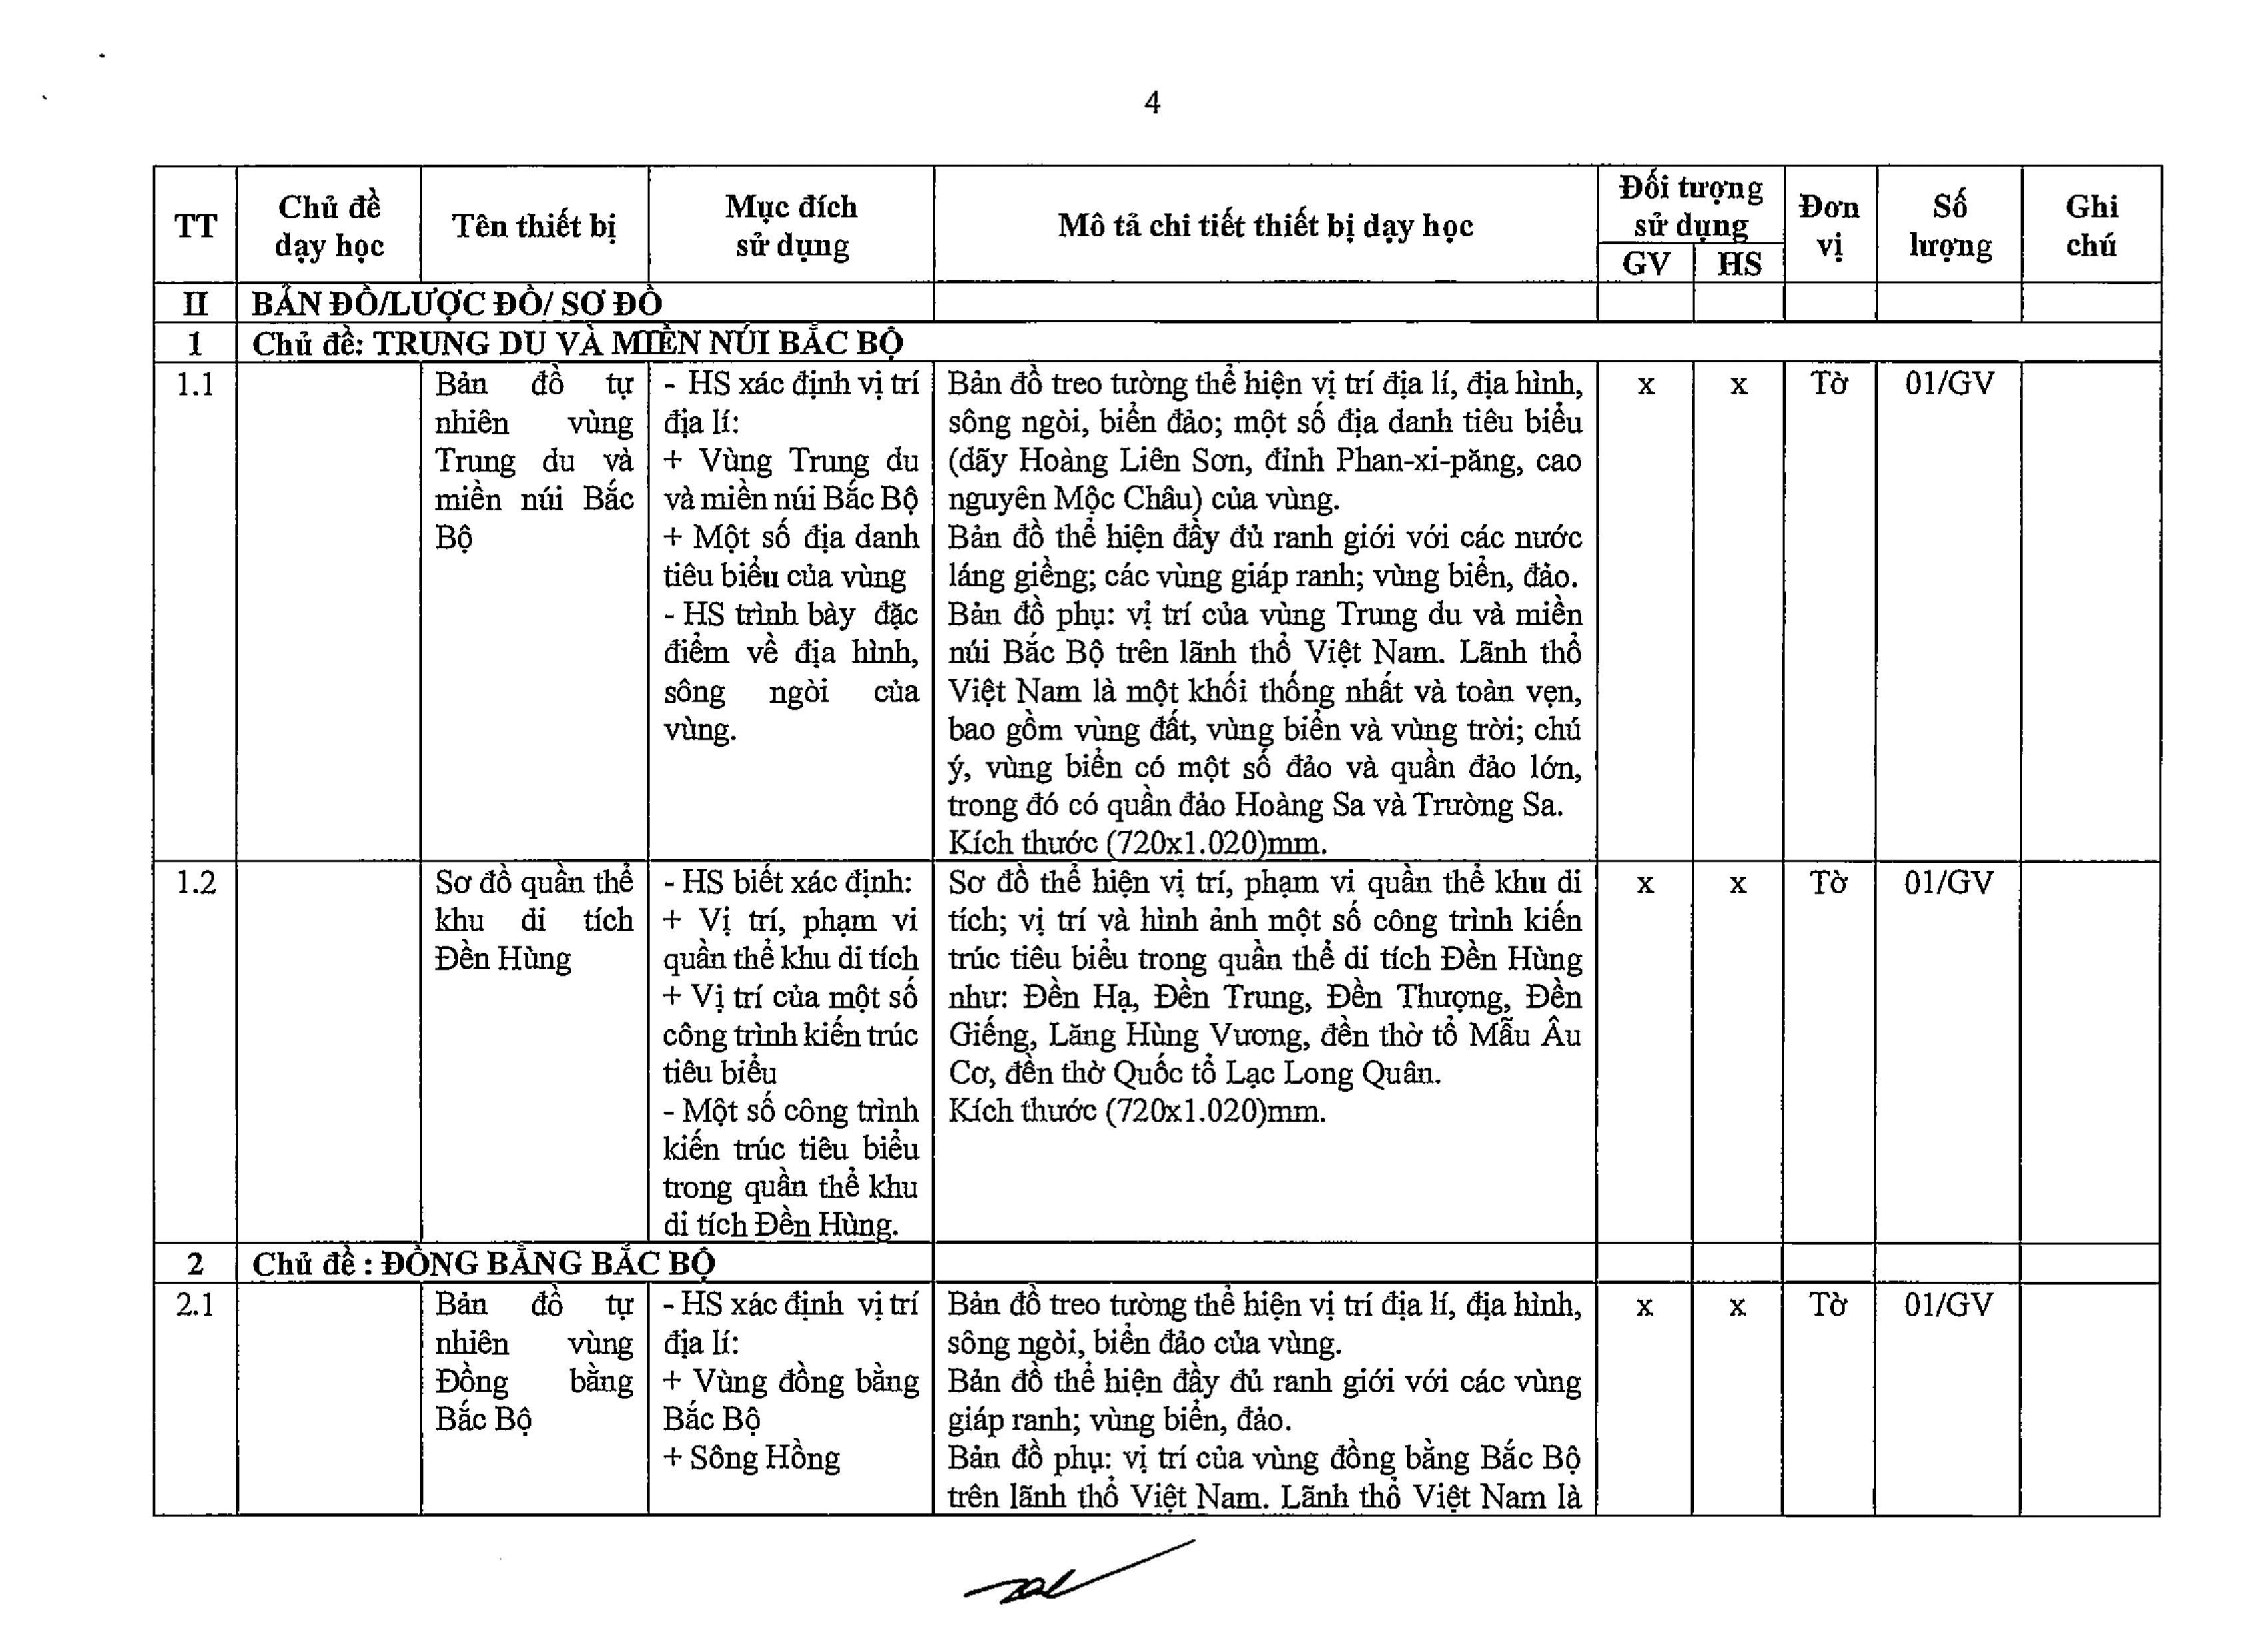 4
TT
Chủ đề
dạy học
Tên thiết bị
Mục đích
sử dụng
Mô tả chi tiết thiết bị dạy học
Đối tượng
sử dụng
GV
HS
Đơn
vị
Số
lượng
Ghi
chú
II
BẢN ĐỒ/LƯỢC ĐỒ/ SƠ ĐỒ
1
Chủ đề: TRUNG DU VÀ MIỀN NÚI BẮC BỘ
1.1
Bản đồ tự
nhiên vùng
Trung du và
miền núi Bắc
Bộ
- HS xác định vị trí
địa lí:
+ Vùng Trung du
và miền núi Bắc Bộ
+ Một số địa danh
tiêu biểu của vùng
- HS trình bày đặc
điểm về địa hình,
sông ngòi của
vùng.
Bản đồ treo tường thể hiện vị trí địa lí, địa hình,
sông ngòi, biển đảo; một số địa danh tiêu biểu
(dãy Hoàng Liên Sơn, đỉnh Phan-xi-păng, cao
nguyên Mộc Châu) của vùng.
Bản đồ thể hiện đầy đủ ranh giới với các nước
láng giềng; các vùng giáp ranh; vùng biển, đảo.
Bản đồ phụ: vị trí của vùng Trung du và miền
núi Bắc Bộ trên lãnh thổ Việt Nam. Lãnh thổ
Việt Nam là một khối thống nhất và toàn vẹn,
bao gồm vùng đất, vùng biển và vùng trời; chú
ý, vùng biển có một số đảo và quần đảo lớn,
trong đó có quần đảo Hoàng Sa và Trường Sa.
Kích thước (720x1.020)mm.
x
x
Tờ
01/GV
1.2
Sơ đồ quần thể
khu di tích
Đền Hùng
- HS biết xác định:
+ Vị trí, phạm vi
quần thể khu di tích
+ Vị trí của một số
công trình kiến trúc
tiêu biểu
- Một số công trình
kiến trúc tiêu biểu
trong quần thể khu
di tích Đền Hùng.
Sơ đồ thể hiện vị trí, phạm vi quần thể khu di
tích; vị trí và hình ảnh một số công trình kiến
trúc tiêu biểu trong quần thể di tích Đền Hùng
như: Đền Hạ, Đền Trung, Đền Thượng, Đền
Giếng, Lăng Hùng Vương, đền thờ tổ Mẫu Âu
Cơ, đền thờ Quốc tổ Lạc Long Quân.
Kích thước (720x1.020)mm.
x
x
Tờ
01/GV
2
Chủ đề : ĐỒNG BẰNG BẮC BỘ
2.1
Bản đồ tự
nhiên vùng
Đồng bằng
Bắc Bộ
- HS xác định vị trí
địa lí:
+ Vùng đồng bằng
Bắc Bộ
+ Sông Hồng
Bản đồ treo tường thể hiện vị trí địa lí, địa hình,
sông ngòi, biển đảo của vùng.
Bản đồ thể hiện đầy đủ ranh giới với các vùng
giáp ranh; vùng biển, đảo.
Bản đồ phụ: vị trí của vùng đồng bằng Bắc Bộ
trên lãnh thổ Việt Nam. Lãnh thổ Việt Nam là
x
x
Tờ
01/GV